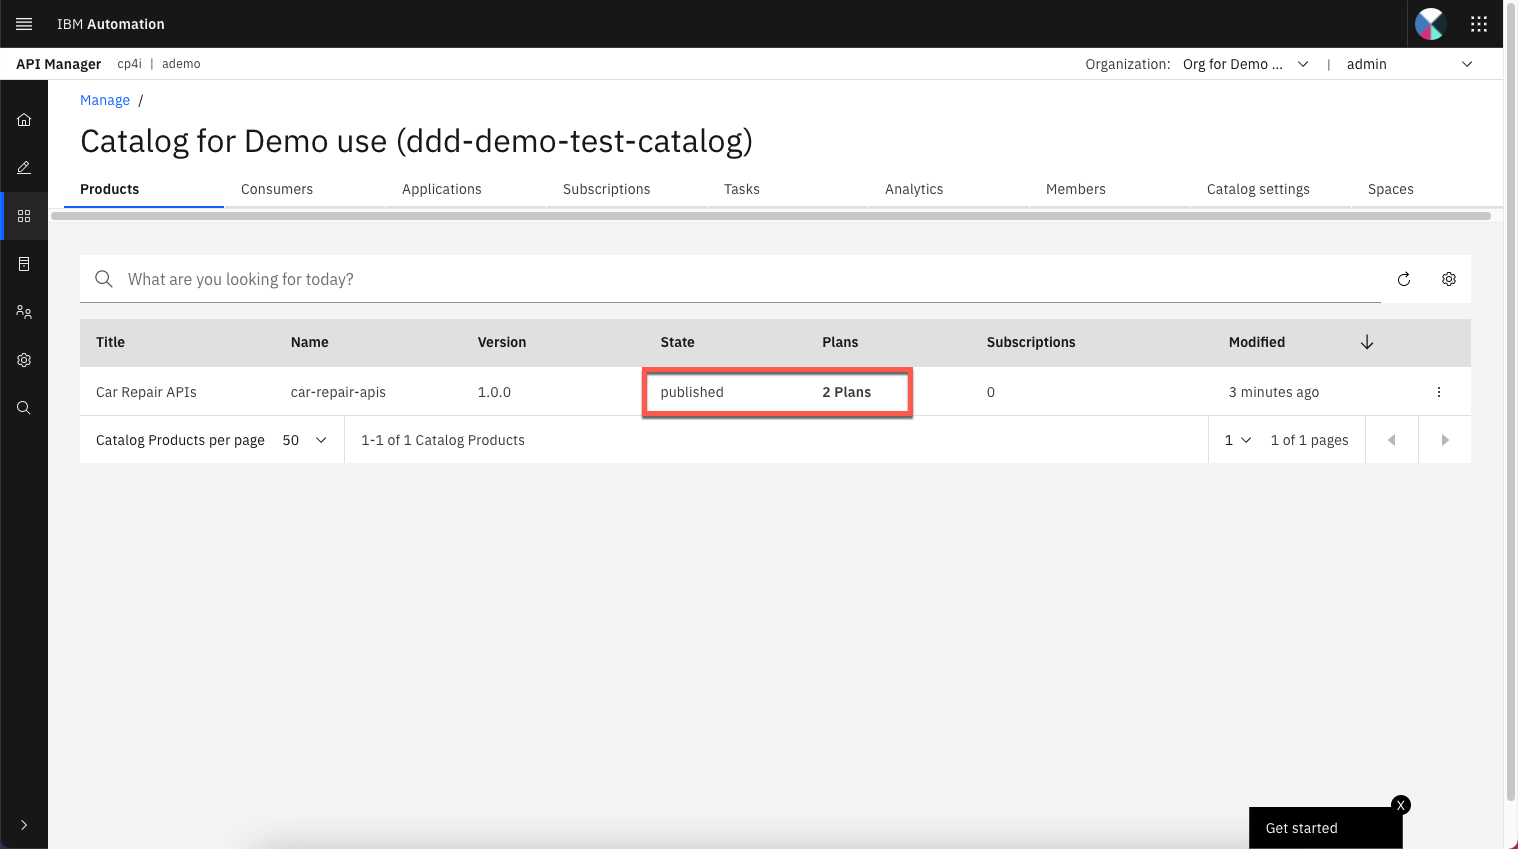 IBM Automation
API Manager cp4i | ademo Organization: Org for Demo ... | admin
Manage /
Catalog for Demo use (ddd-demo-test-catalog)
Products Consumers Applications Subscriptions Tasks Analytics Members Catalog settings Spaces
What are you looking for today?
Title Name Version State Plans Subscriptions Modified
Car Repair APIs car-repair-apis 1.0.0 published 2 Plans 0 3 minutes ago
Catalog Products per page 50 1-1 of 1 Catalog Products 1 1 of 1 pages
X
Get started